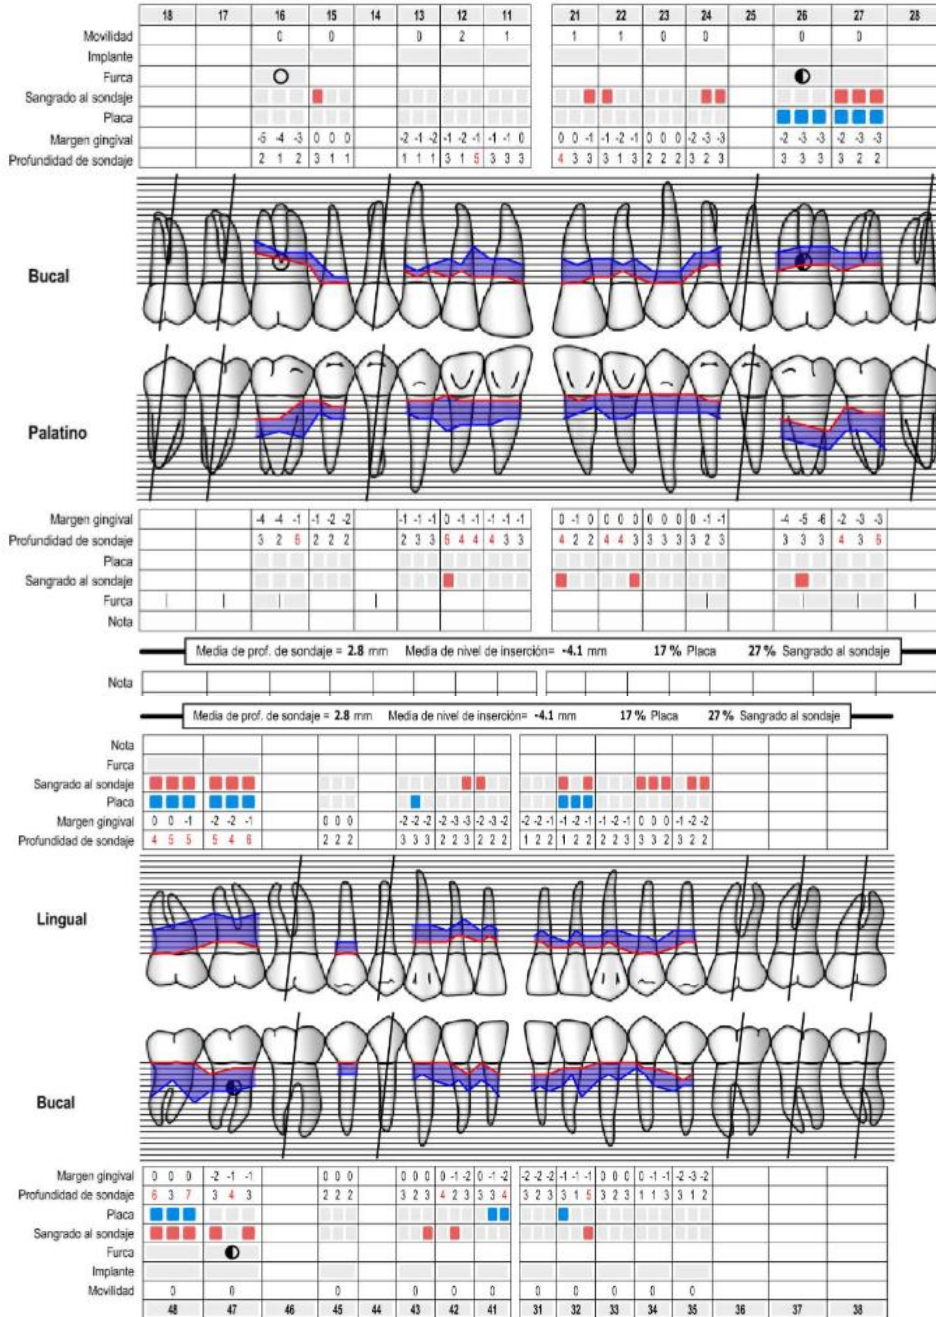 18 17 16 15 14 13 12 11 21 22 23 24 25 26 27 28
Movilidad 0 0 0 2 1 1 1 0 0 0 0
Implante
Furca
Sangrado al sondaje
Placa
Margen gingival -5 -4 -3 0 0 0 -2 -1 -2 -1 -2 -1 -1 -1 0 0 0 -1 -1 -2 -1 0 0 0 -2 -3 -3 -2 -3 -3 -2 -3 -3
Profundidad de sondaje 2 1 2 3 1 1 1 1 1 3 1 5 3 3 3 4 3 3 3 1 3 2 2 2 3 2 3 3 3 3 3 2 2
Bucal
Palatino
Margen gingival -4 -4 -1 -1 -2 -2 -1 -1 -1 0 -1 -1 -1 -1 -1 0 -1 0 0 0 0 0 0 0 0 -1 -1 -4 -5 -6 -2 -3 -3
Profundidad de sondaje 3 2 6 2 2 2 2 3 3 6 4 4 4 3 3 4 2 2 4 4 3 3 3 3 3 2 3 3 3 3 4 3 6
Placa
Sangrado al sondaje
Furca
Nota
Media de prof. de sondaje = 2.8 mm Media de nivel de inserción= -4.1 mm 17 % Placa 27 % Sangrado al sondaje
Nota
Media de prof. de sondaje = 2.8 mm Media de nivel de inserción= -4.1 mm 17 % Placa 27 % Sangrado al sondaje
Nota
Furca
Sangrado al sondaje
Placa
Margen gingival 0 0 -1 -2 -2 -1 0 0 0 -2 -2 -2 -2 -3 -3 -2 -3 -2 -2 -2 -1 -1 -2 -1 -1 -2 -1 0 0 0 -1 -2 -2
Profundidad de sondaje 4 5 5 5 4 6 2 2 2 3 3 3 2 2 3 2 2 2 1 2 2 1 2 2 2 2 3 3 3 2 3 2 2
Lingual
Bucal
Margen gingival 0 0 0 -2 -1 -1 0 0 0 0 0 0 0 -1 -2 0 -1 -2 -2 -2 -2 -1 -1 -1 0 0 0 0 -1 -1 -2 -3 -2
Profundidad de sondaje 6 3 7 3 4 3 2 2 2 3 2 3 4 2 3 3 3 4 3 2 3 3 1 5 3 2 3 1 1 3 3 1 2
Placa
Sangrado al sondaje
Furca
Implante
Movilidad 0 0 0 0 0 0 0 0 0 0 0
48 47 46 45 44 43 42 41 31 32 33 34 35 36 37 38